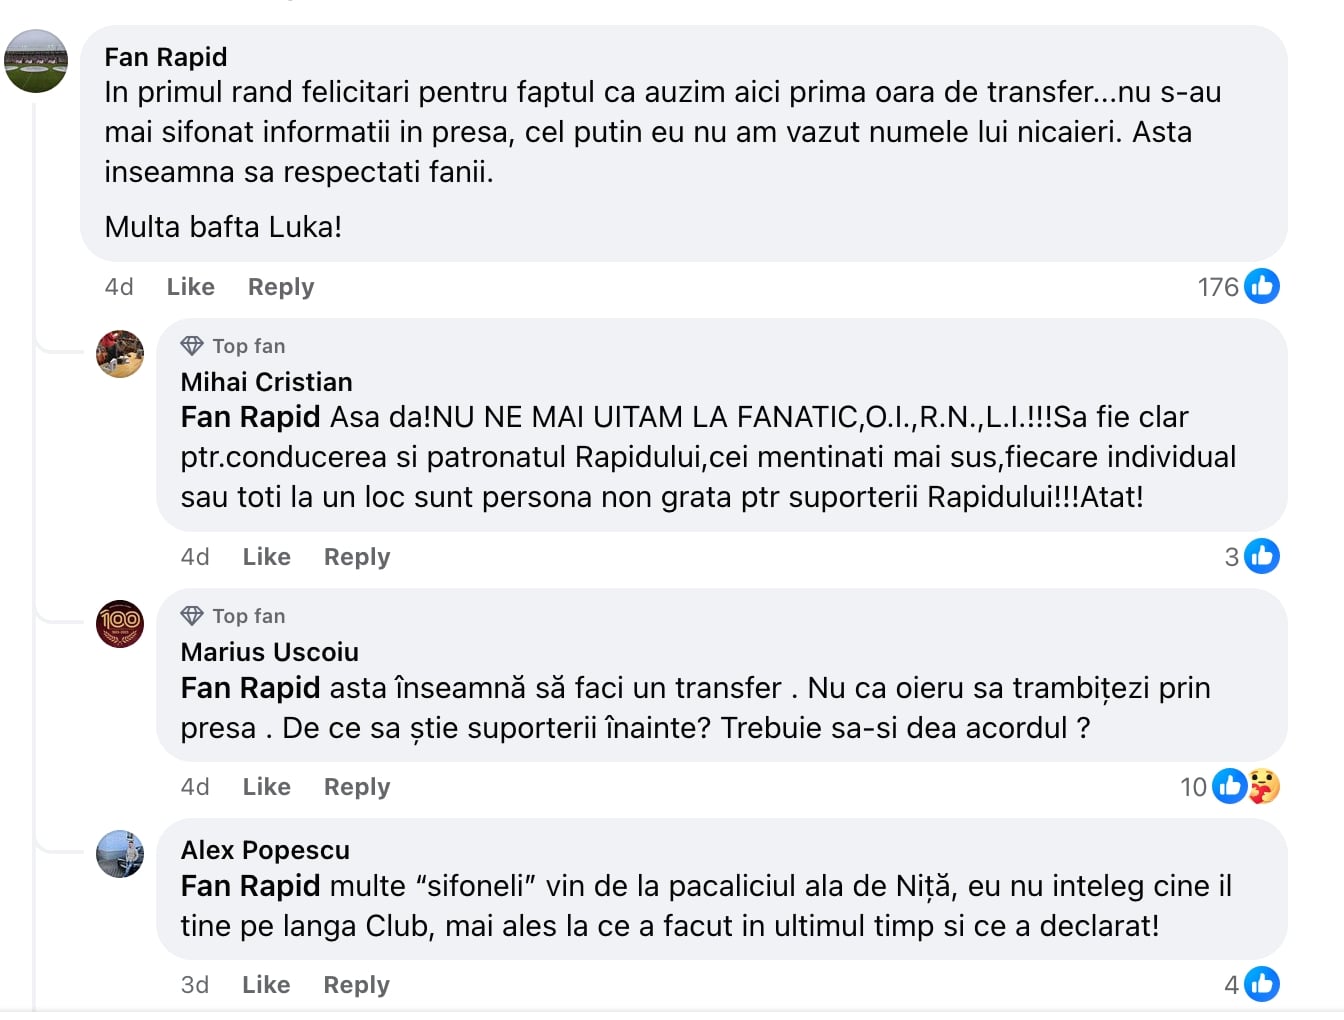 Fan Rapid
In primul rand felicitari pentru faptul ca auzim aici prima oara de transfer...nu s-au
mai sifonat informatii in presa, cel putin eu nu am vazut numele lui nicaieri. Asta
inseamna sa respectati fanii.
Multa bafta Luka!
4d Like Reply 176
Top fan
Mihai Cristian
Fan Rapid Asa da!NU NE MAI UITAM LA FANATIC,O.I.,R.N.,L.I.!!!Sa fie clar
ptr.conducerea si patronatul Rapidului,cei mentinati mai sus,fiecare individual
sau toti la un loc sunt persona non grata ptr suporterii Rapidului!!!Atat!
4d Like Reply 3
100
Top fan
Marius Uscoiu
Fan Rapid asta înseamnă să faci un transfer . Nu ca oieru sa trambițezi prin
presa . De ce sa știe suporterii înainte? Trebuie sa-si dea acordul ?
4d Like Reply 10
Alex Popescu
Fan Rapid multe “sifoneli” vin de la pacaliciul ala de Niță, eu nu inteleg cine il
tine pe langa Club, mai ales la ce a facut in ultimul timp si ce a declarat!
3d Like Reply 4